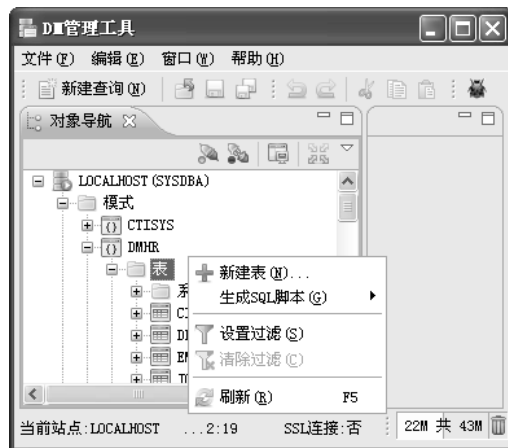 DM管理工具
文件(F) 编辑(E) 窗口(W) 帮助(H)
新建查询(N)
对象导航
LOCALHOST(SYSDBA)
模式
CTISYS
DMHR
表
新建表(N)...
生成SQL脚本(G)
设置过滤(S)
清除过滤(C)
刷新(R) F5
当前站点:LOCALHOST ...2:19 SSL连接:否 22M 共 43M